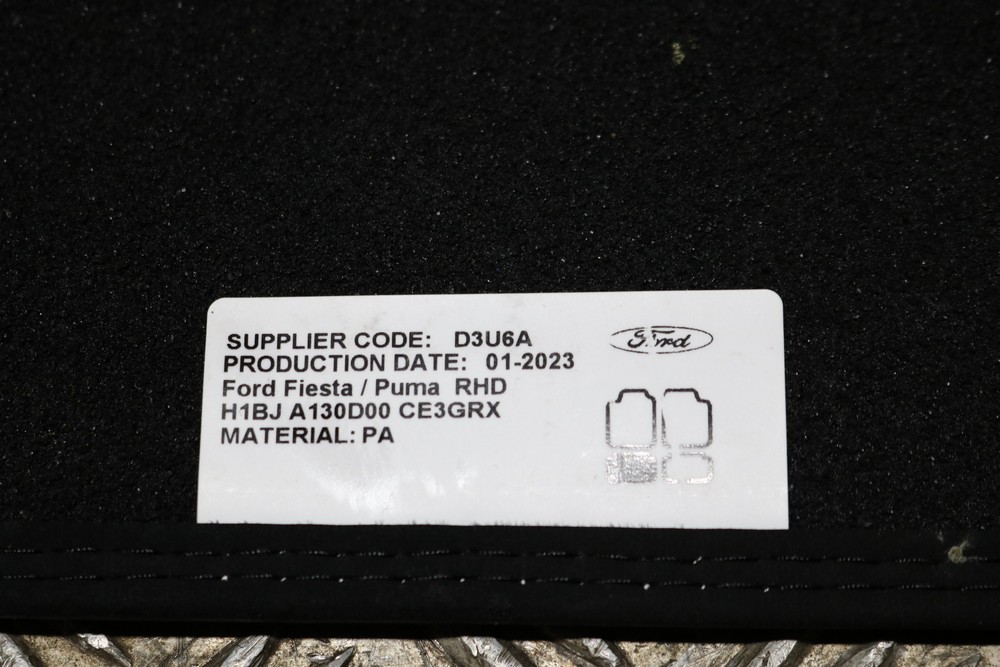 SUPPLIER CODE: D3U6A
PRODUCTION DATE: 01-2023
Ford Fiesta / Puma RHD
H1BJ A130D00 CE3GRX
MATERIAL: PA
Ford